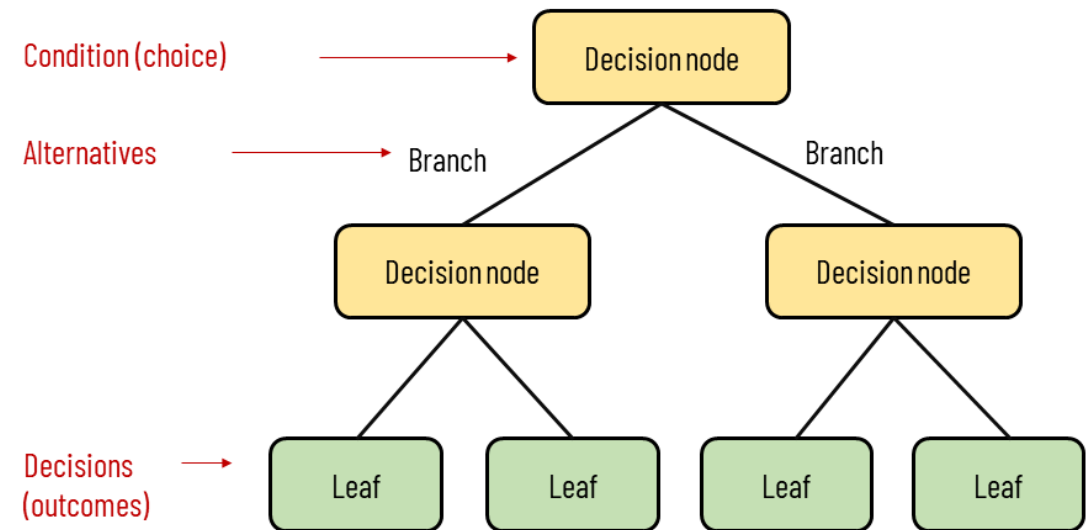 Condition (choice)
Decision node
Alternatives
Branch
Branch
Decision node
Decision node
Decisions
(outcomes)
Leaf
Leaf
Leaf
Leaf